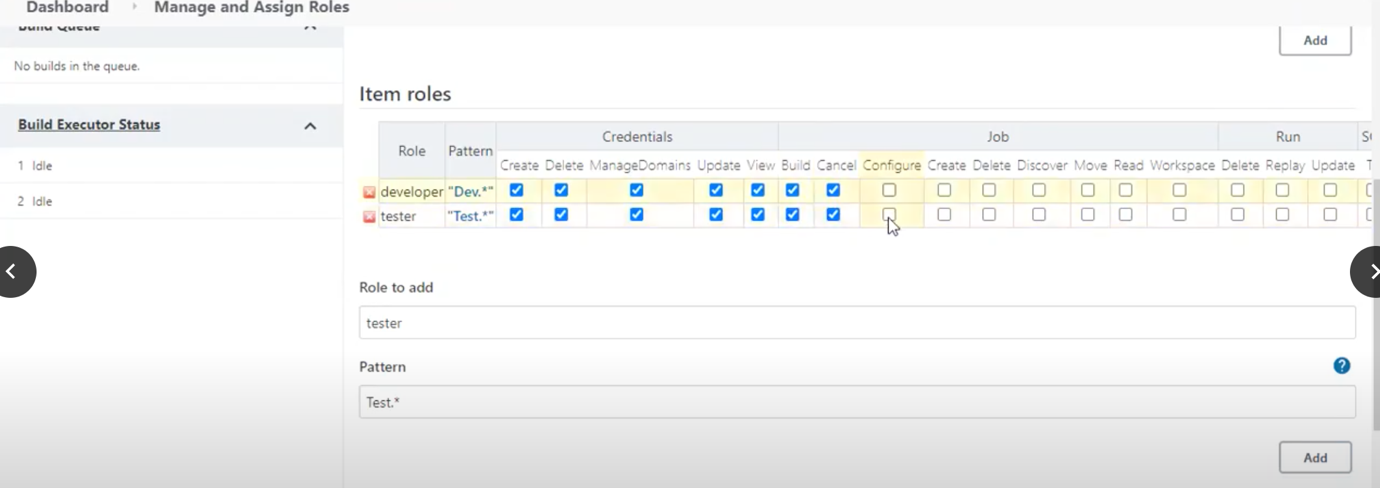 Dashboard Manage and Assign Roles
Build Queue
No builds in the queue.
Build Executor Status
1 Idle
2 Idle
Add
Item roles
Role Pattern Credentials Job Run
Create Delete ManageDomains Update View Build Cancel Configure Create Delete Discover Move Read Workspace Delete Replay Update
developer "Dev.*"
tester "Test.*"
Role to add
tester
Pattern
?
Test.*
Add